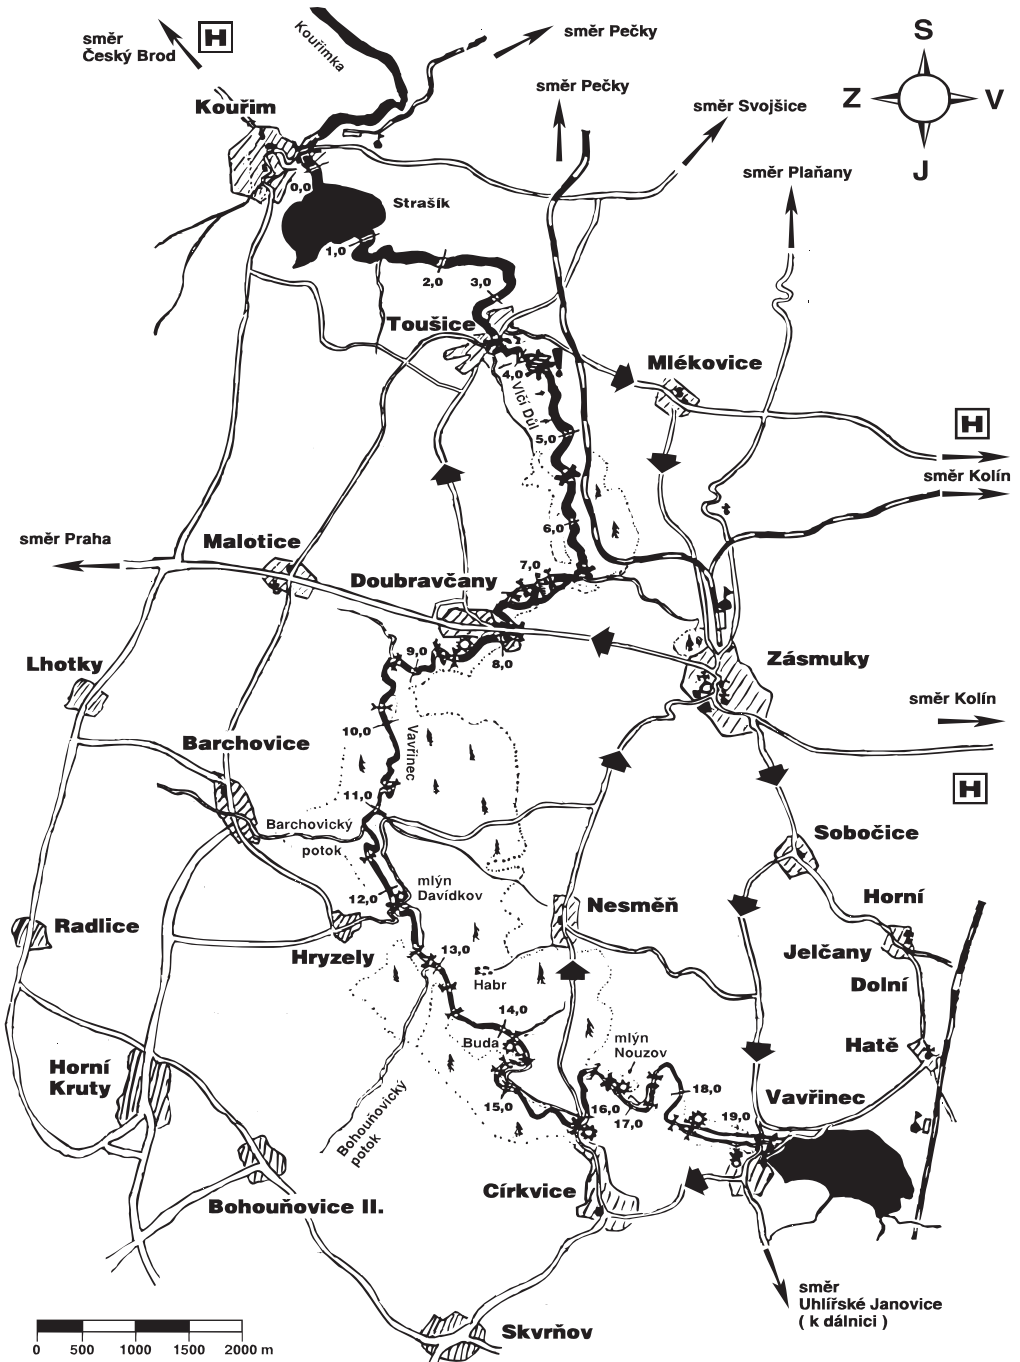 směr
Český Brod
H
Kouřimka
směr Pečky
S
Z
V
J
směr Pečky
směr Svojšice
Kouřim
směr Plaňany
0,0
Strašík
1,0
2,0
3,0
Toušice
4,0
Mlékovice
Vlčí Důl
H
5,0
směr Kolín
6,0
směr Praha
Malotice
7,0
Doubravčany
8,0
9,0
Lhotky
Zásmuky
směr Kolín
10,0
Vavřinec
Barchovice
H
11,0
Barchovický
potok
Sobočice
mlýn
Davídkov
12,0
Horní
Nesměň
Radlice
Hryzely
13,0
Jelčany
Habr
Dolní
14,0
Buda
mlýn
Nouzov
Hatě
Horní
Kruty
15,0
16,0
17,0
18,0
19,0
Vavřinec
Bohouňovický
potok
Církvice
Bohouňovice II.
směr
Uhlířské Janovice
( k dálnici )
Skvrňov
0 500 1000 1500 2000 m